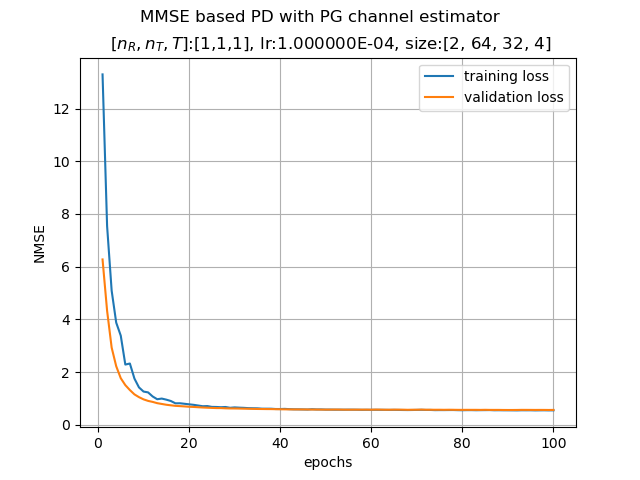 MMSE based PD with PG channel estimator
[n_R, n_T, T]:[1,1,1], lr:1.000000E-04, size:[2, 64, 32, 4]
training loss
validation loss
12
10
8
6
4
2
0
NMSE
0 20 40 60 80 100
epochs